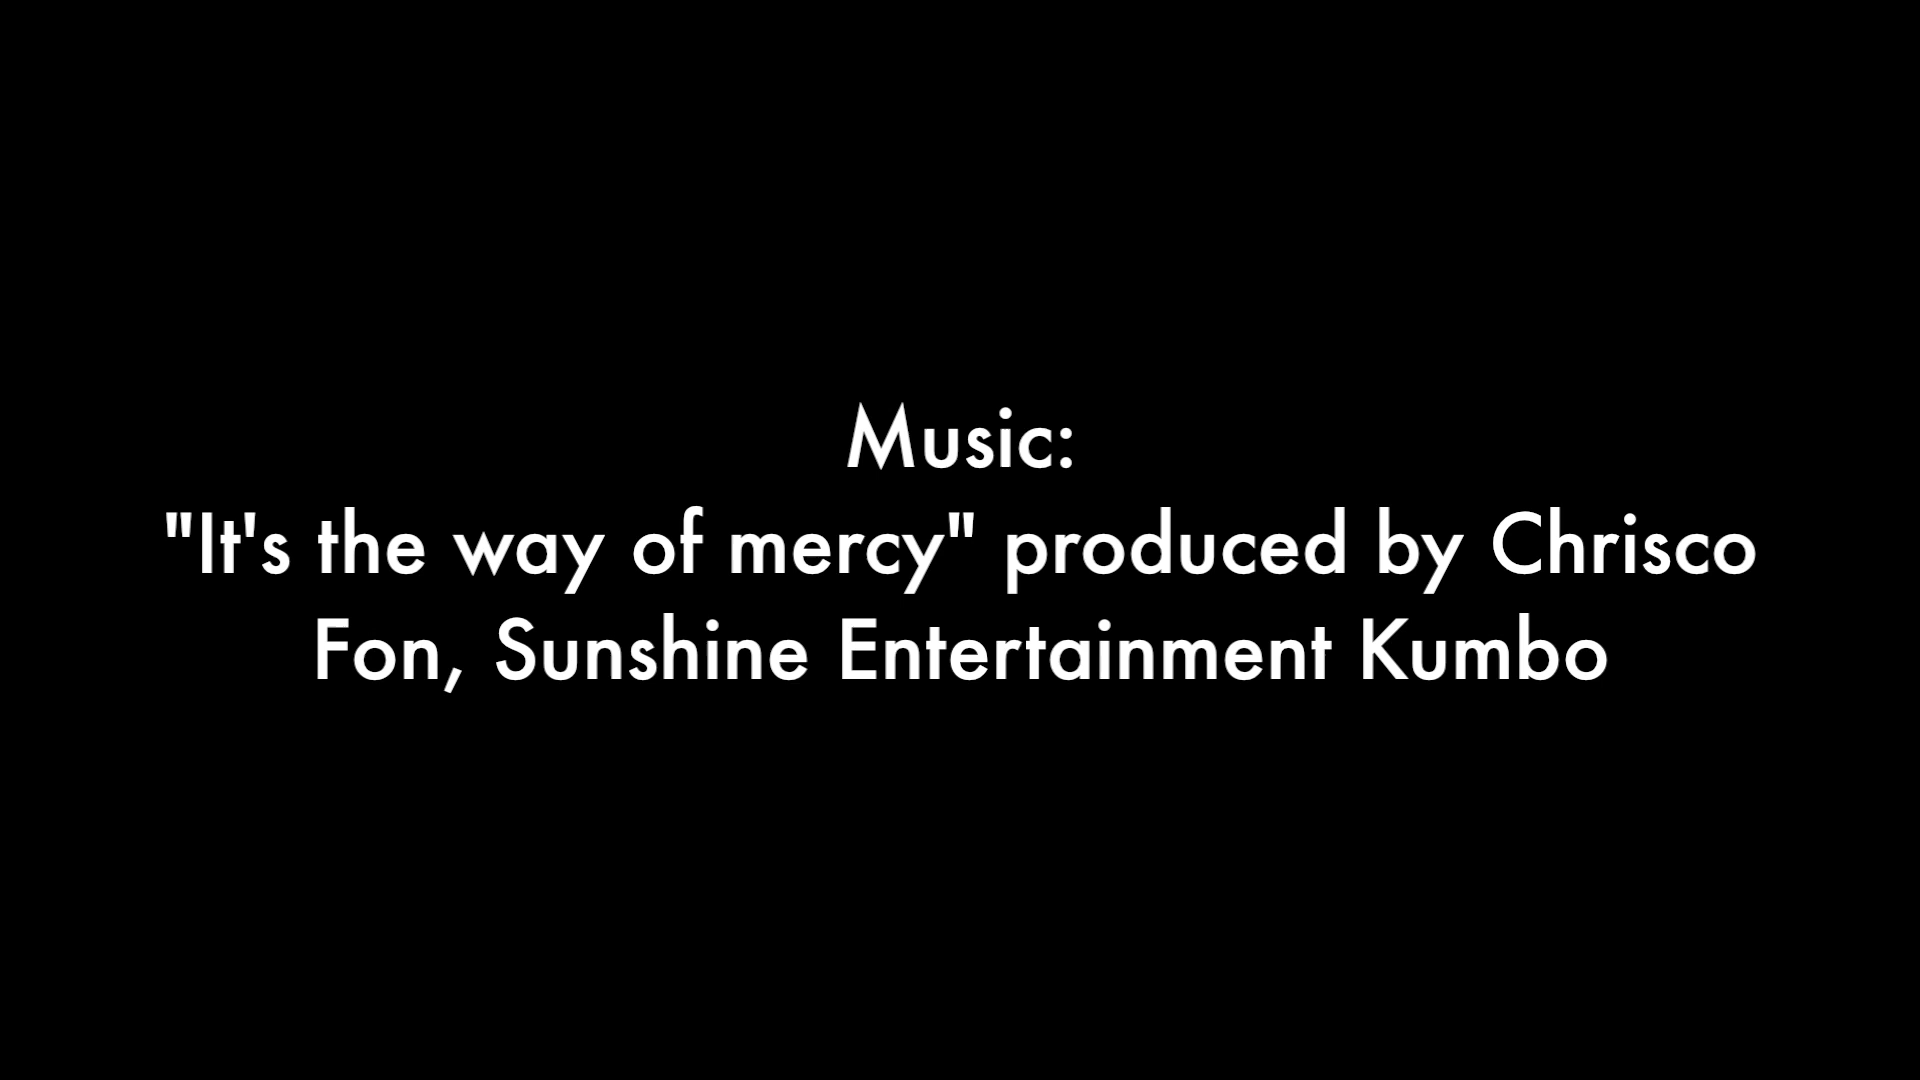 Music:
"It's the way of mercy" produced by Chrisco
Fon, Sunshine Entertainment Kumbo